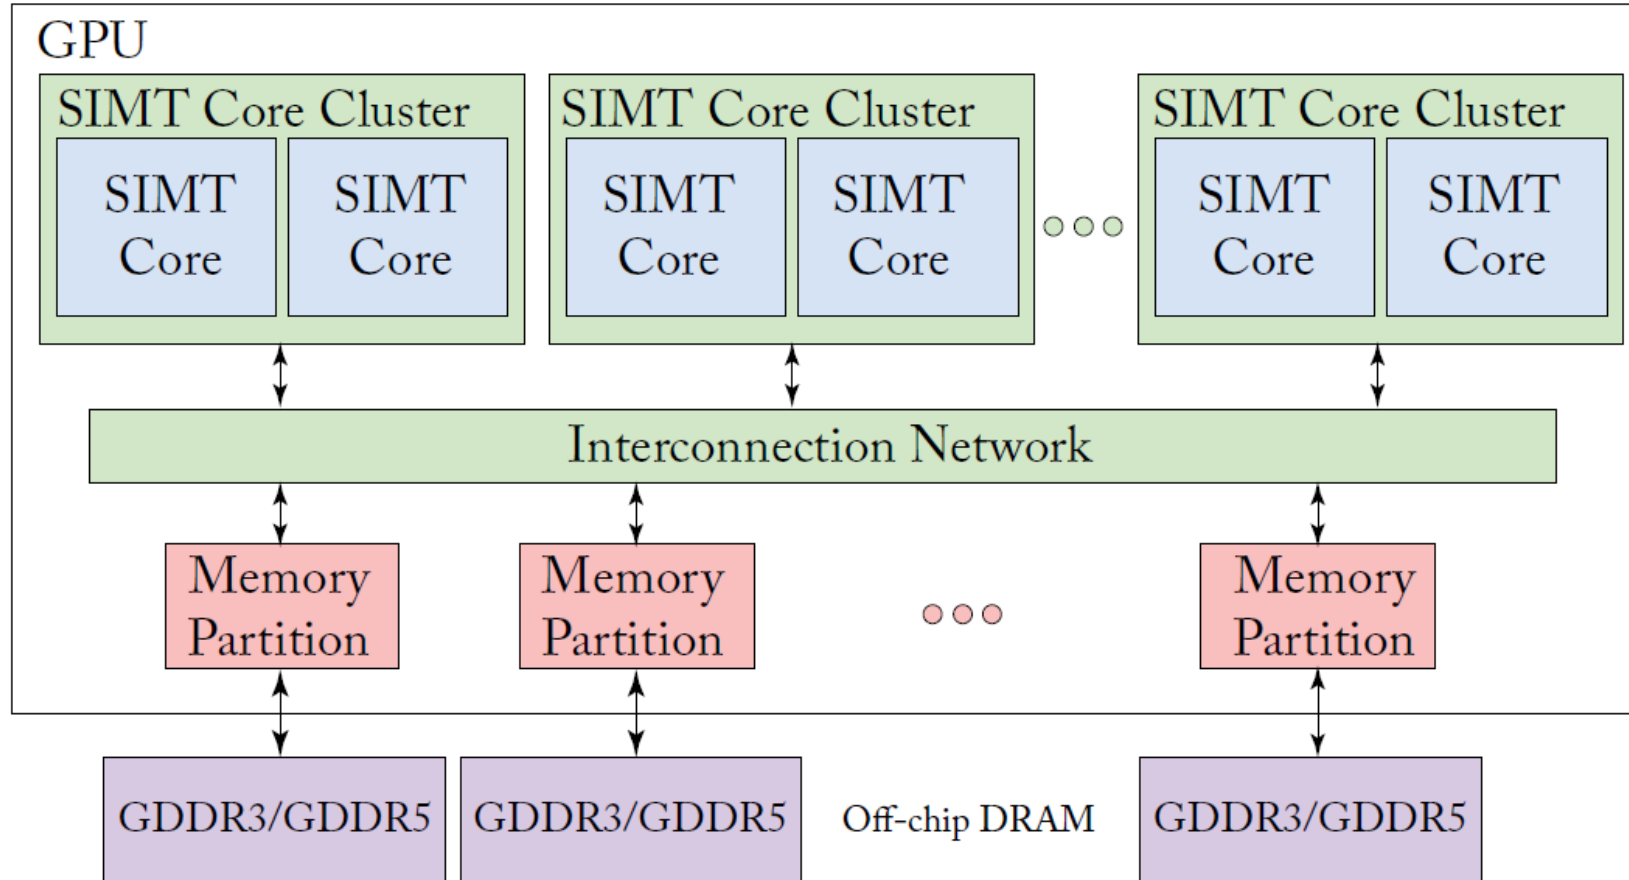 GPU
SIMT Core Cluster
SIMT
Core
SIMT
Core
SIMT Core Cluster
SIMT
Core
SIMT
Core
SIMT Core Cluster
SIMT
Core
SIMT
Core
Interconnection Network
Memory
Partition
Memory
Partition
Memory
Partition
GDDR3/GDDR5
GDDR3/GDDR5
Off-chip DRAM
GDDR3/GDDR5